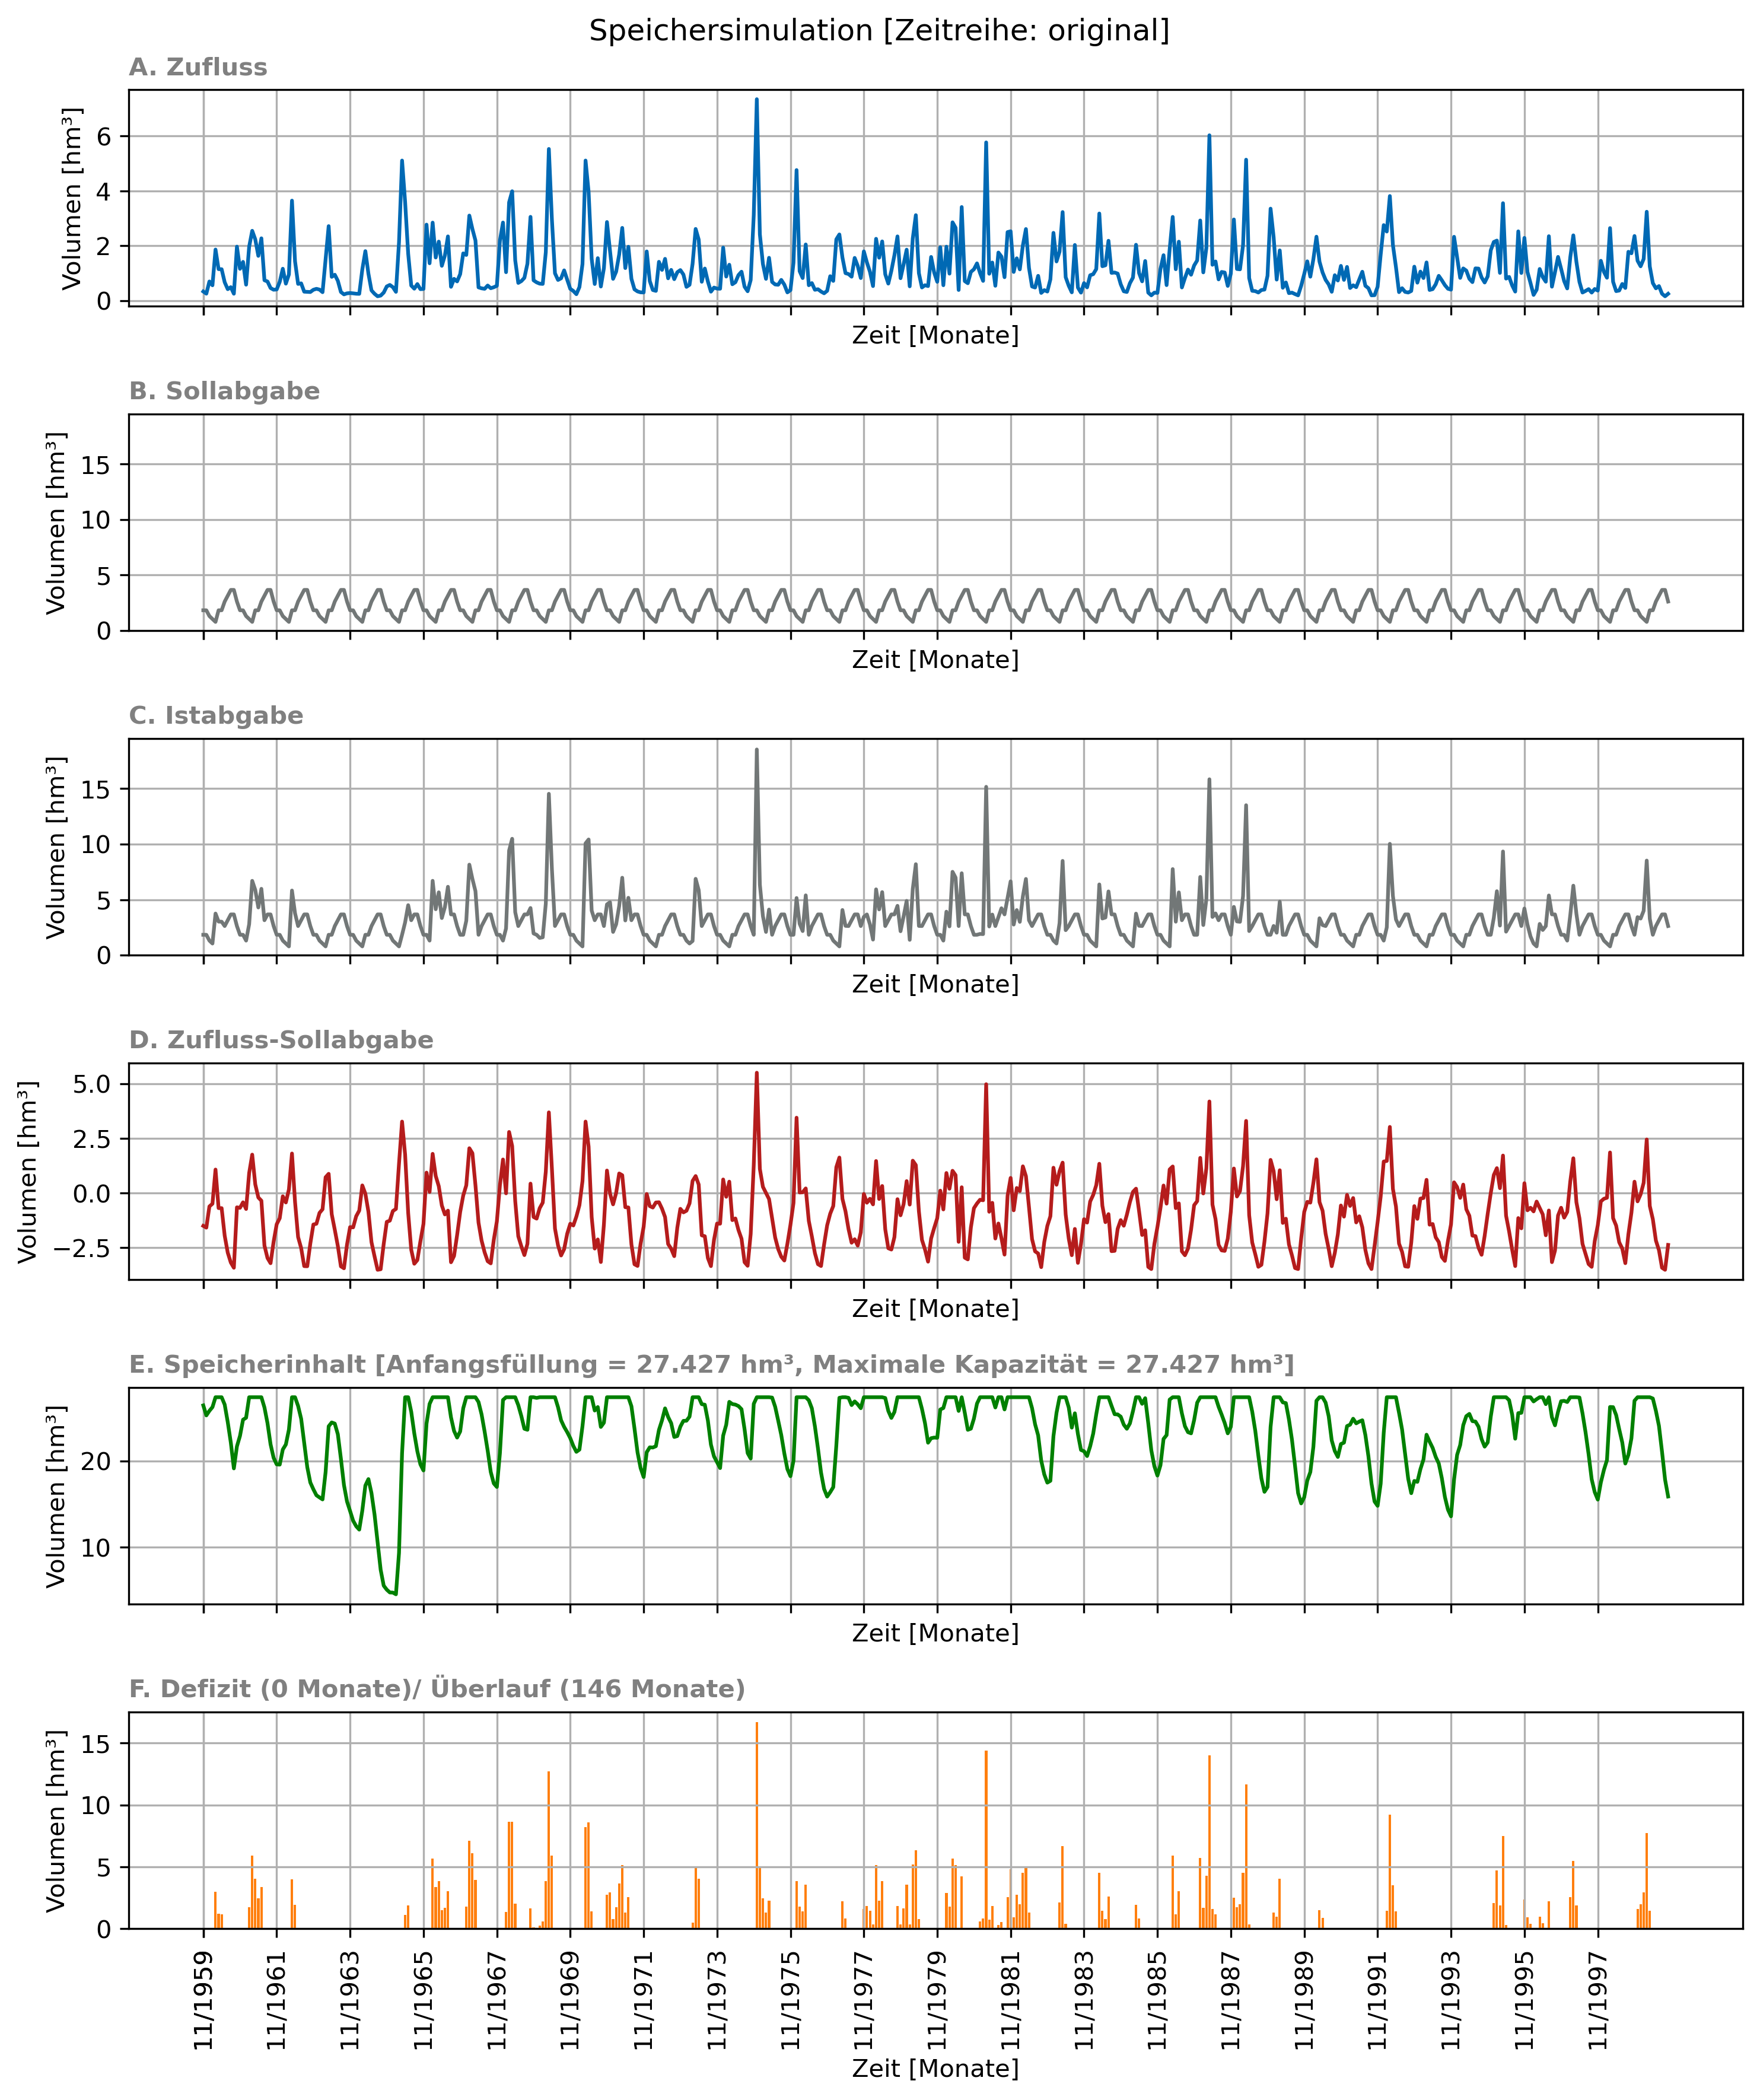 Speichersimulation [Zeitreihe: original]
A. Zufluss
Volumen [hm³]
6
4
2
0
Zeit [Monate]
B. Sollabgabe
Volumen [hm³]
15
10
5
0
Zeit [Monate]
C. Istabgabe
Volumen [hm³]
15
10
5
0
Zeit [Monate]
D. Zufluss-Sollabgabe
Volumen [hm³]
5.0
2.5
0.0
−2.5
Zeit [Monate]
E. Speicherinhalt [Anfangsfüllung = 27.427 hm³, Maximale Kapazität = 27.427 hm³]
Volumen [hm³]
20
10
Zeit [Monate]
F. Defizit (0 Monate)/ Überlauf (146 Monate)
Volumen [hm³]
15
10
5
0
11/1959
11/1961
11/1963
11/1965
11/1967
11/1969
11/1971
11/1973
11/1975
11/1977
11/1979
11/1981
11/1983
11/1985
11/1987
11/1989
11/1991
11/1993
11/1995
11/1997
Zeit [Monate]